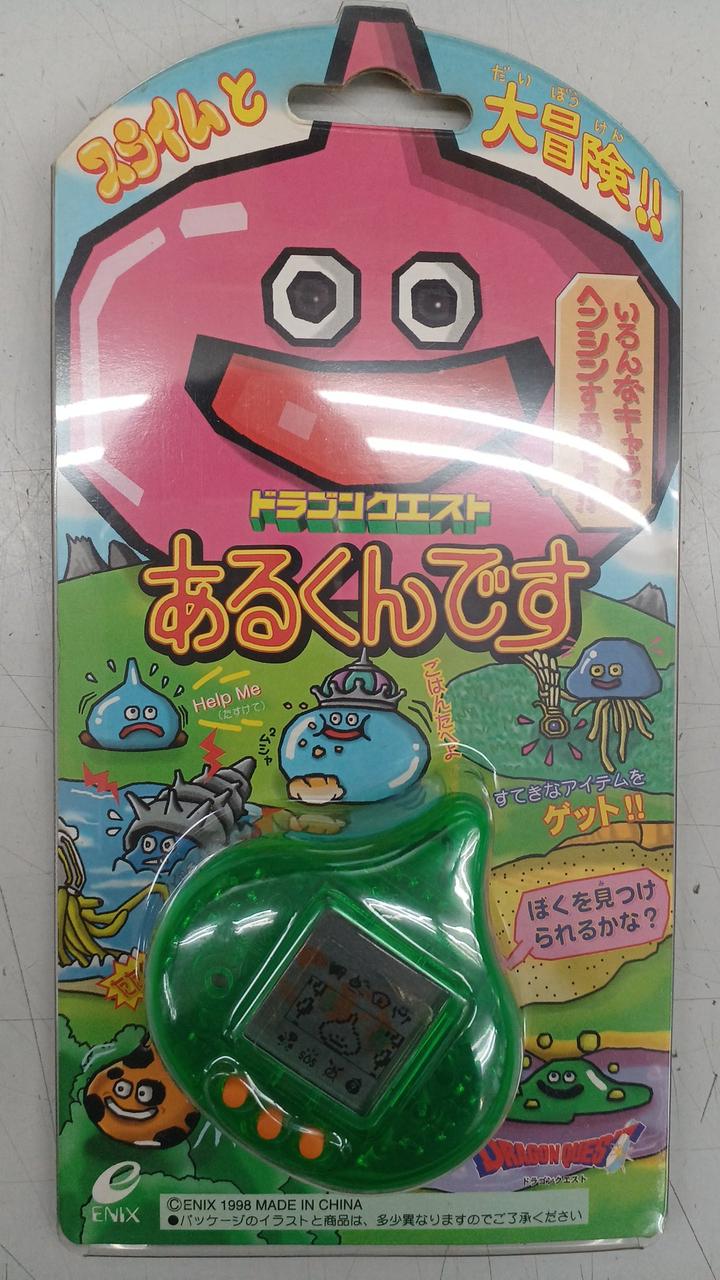 スライムと
だい ぼう けん
大冒険!!
いろんなキャラに
ヘンシンするよ!!
ドラゴンクエスト
あるくんです
Help Me
(たすけて)
ごはんたべよ
ムシャ2
すてきなアイテムを
ゲット!!
ぼくを見つけ
られるかな?
SOS
DRAGON QUEST
ドラゴンクエスト
ENIX
©ENIX 1998 MADE IN CHINA
●パッケージのイラストと商品は、多少異なりますのでご了承ください